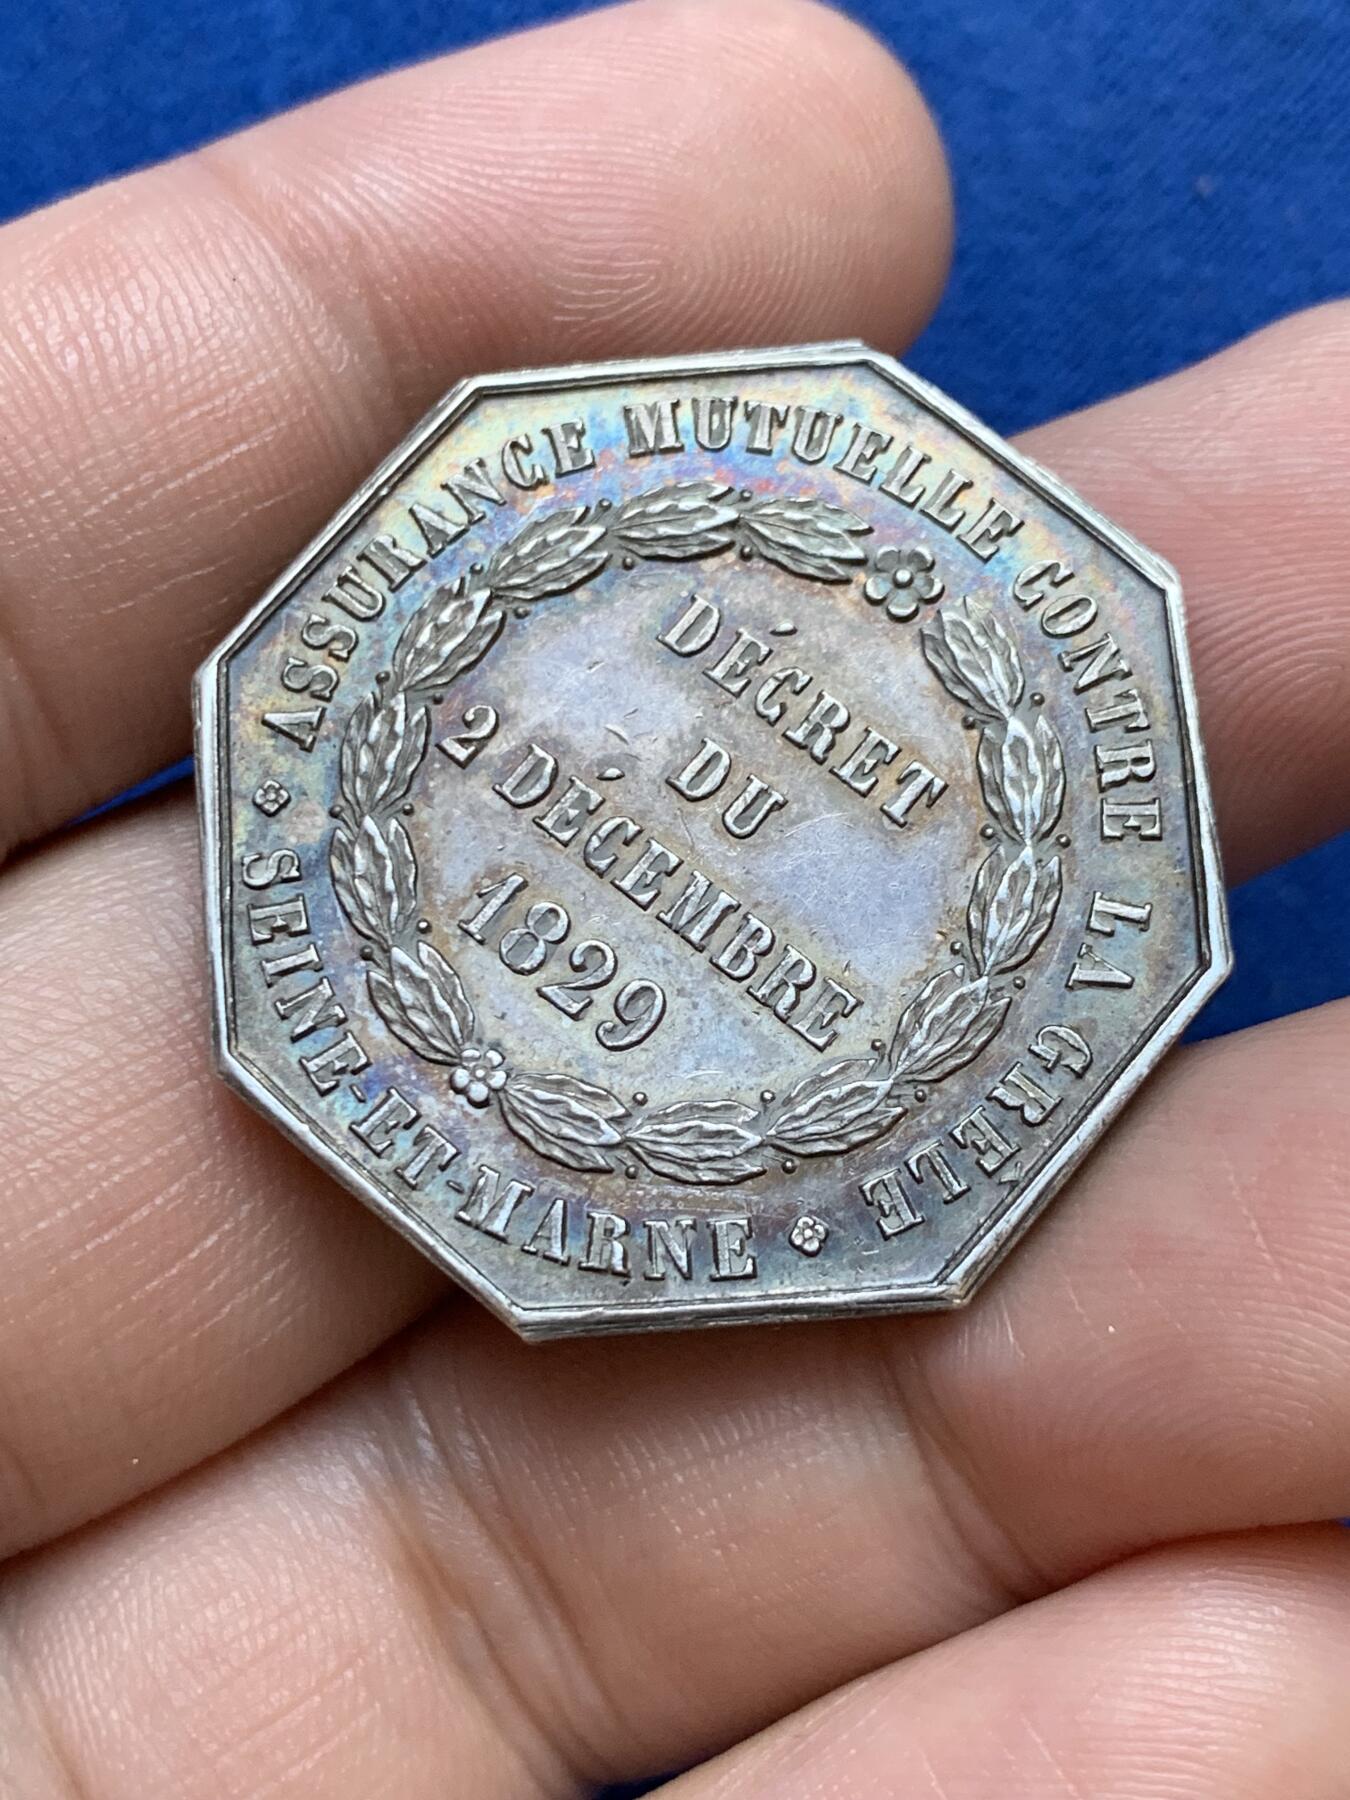 ASSURANCE MUTUELLE CONTRE LA GRÊLE
SEINE-ET-MARNE
DÉCRET
DU
2 DÉCEMBRE
1829